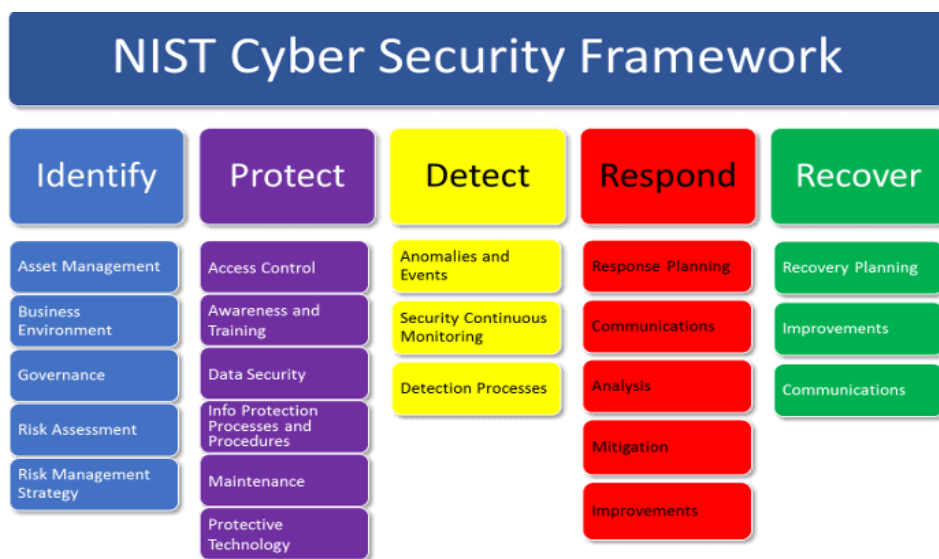 NIST Cyber Security Framework
Identify
Asset Management
Business
Environment
Governance
Risk Assessment
Risk Management
Strategy
Protect
Access Control
Awareness and
Training
Data Security
Info Protection
Processes and
Procedures
Maintenance
Protective
Technology
Detect
Anomalies and
Events
Security Continuous
Monitoring
Detection Processes
Respond
Response Planning
Communications
Analysis
Mitigation
Improvements
Recover
Recovery Planning
Improvements
Communications